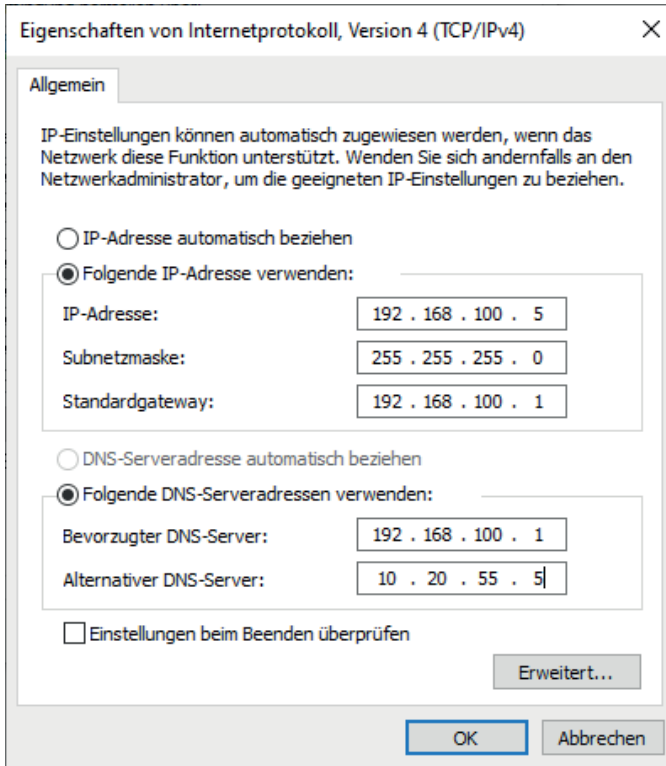 Eigenschaften von Internetprotokoll, Version 4 (TCP/IPv4)
Allgemein
IP-Einstellungen können automatisch zugewiesen werden, wenn das
Netzwerk diese Funktion unterstützt. Wenden Sie sich andernfalls an den
Netzwerkadministrator, um die geeigneten IP-Einstellungen zu beziehen.
IP-Adresse automatisch beziehen
Folgende IP-Adresse verwenden:
IP-Adresse: 192 . 168 . 100 . 5
Subnetzmaske: 255 . 255 . 255 . 0
Standardgateway: 192 . 168 . 100 . 1
DNS-Serveradresse automatisch beziehen
Folgende DNS-Serveradressen verwenden:
Bevorzugter DNS-Server: 192 . 168 . 100 . 1
Alternativer DNS-Server: 10 . 20 . 55 . 5
Einstellungen beim Beenden überprüfen
Erweitert...
OK Abbrechen